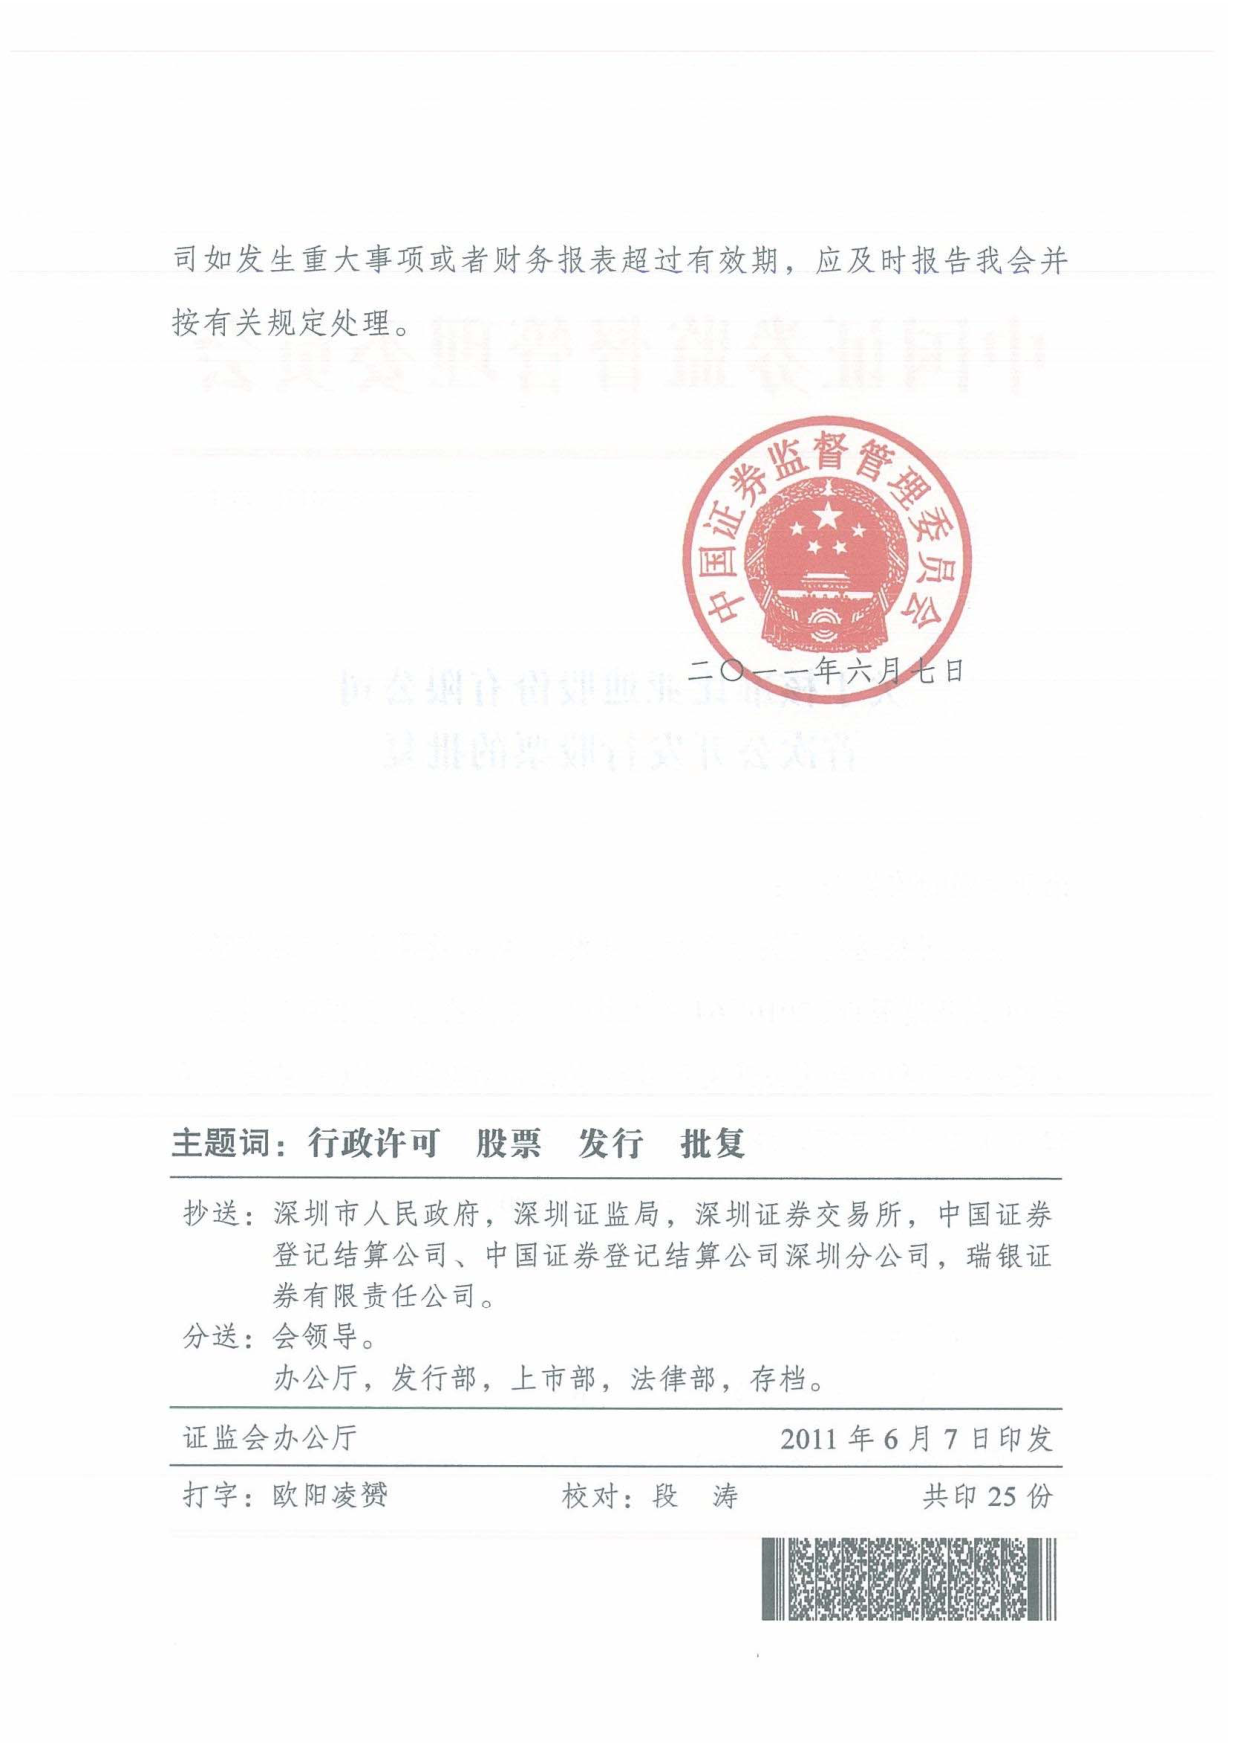 司如发生重大事项或者财务报表超过有效期，应及时报告我会并
按有关规定处理。
中国证券监督管理委员会
二〇一一年六月七日
主题词：行政许可 股票 发行 批复
抄送：深圳市人民政府，深圳证监局，深圳证券交易所，中国证券
登记结算公司、中国证券登记结算公司深圳分公司，瑞银证
券有限责任公司。
分送：会领导。
办公厅，发行部，上市部，法律部，存档。
证监会办公厅 2011 年 6 月 7 日印发
打字：欧阳凌赟 校对：段 涛 共印 25 份